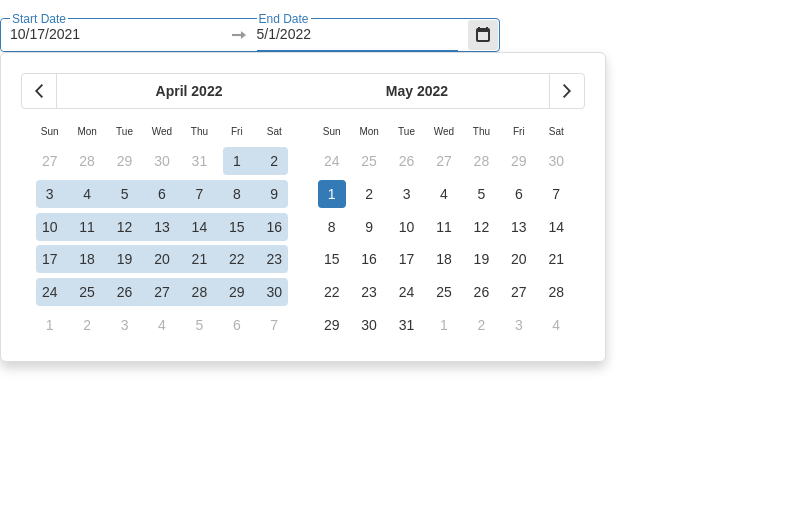 Start Date End Date
10/17/2021 5/1/2022
April 2022 May 2022
Sun Mon Tue Wed Thu Fri Sat Sun Mon Tue Wed Thu Fri Sat
27 28 29 30 31 1 2 24 25 26 27 28 29 30
3 4 5 6 7 8 9 1 2 3 4 5 6 7
10 11 12 13 14 15 16 8 9 10 11 12 13 14
17 18 19 20 21 22 23 15 16 17 18 19 20 21
24 25 26 27 28 29 30 22 23 24 25 26 27 28
1 2 3 4 5 6 7 29 30 31 1 2 3 4